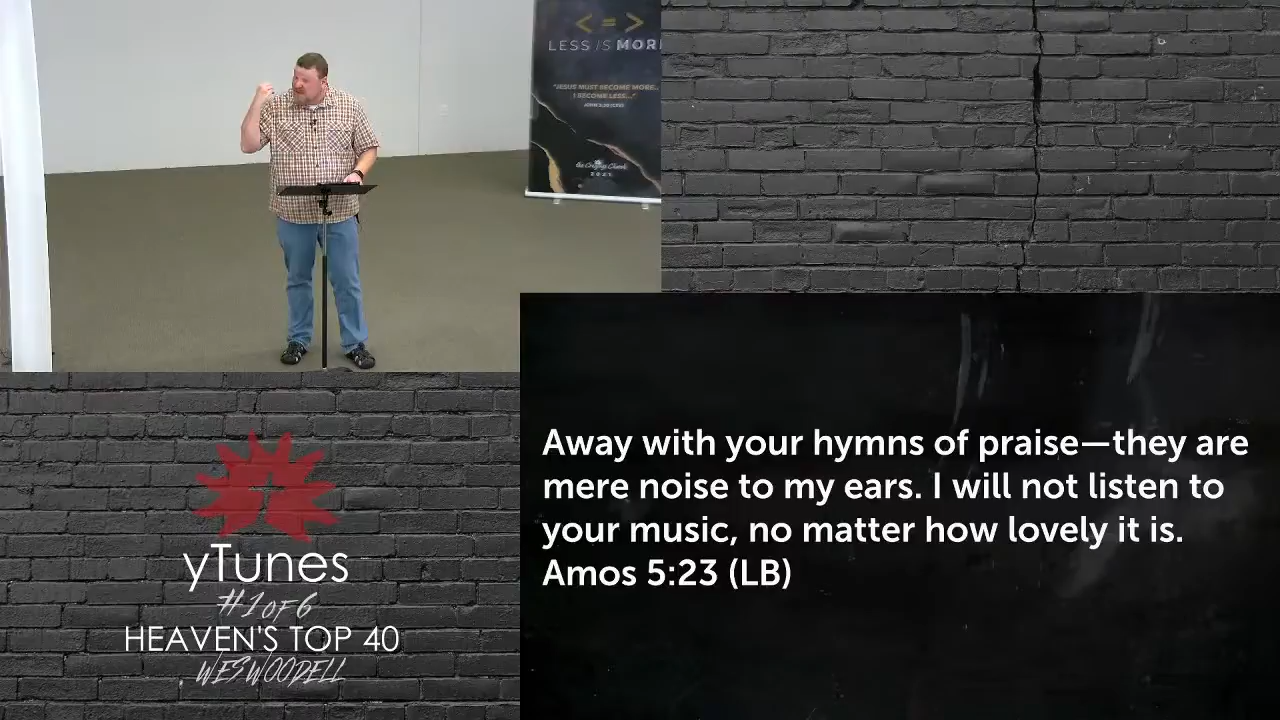 < = >
LESS IS MORE
"JESUS MUST BECOME MORE...
I BECOME LESS..."
2021
Away with your hymns of praise—they are
mere noise to my ears. I will not listen to
your music, no matter how lovely it is.
Amos 5:23 (LB)
yTunes
#1 OF 6
HEAVEN'S TOP 40
WES WOODELL